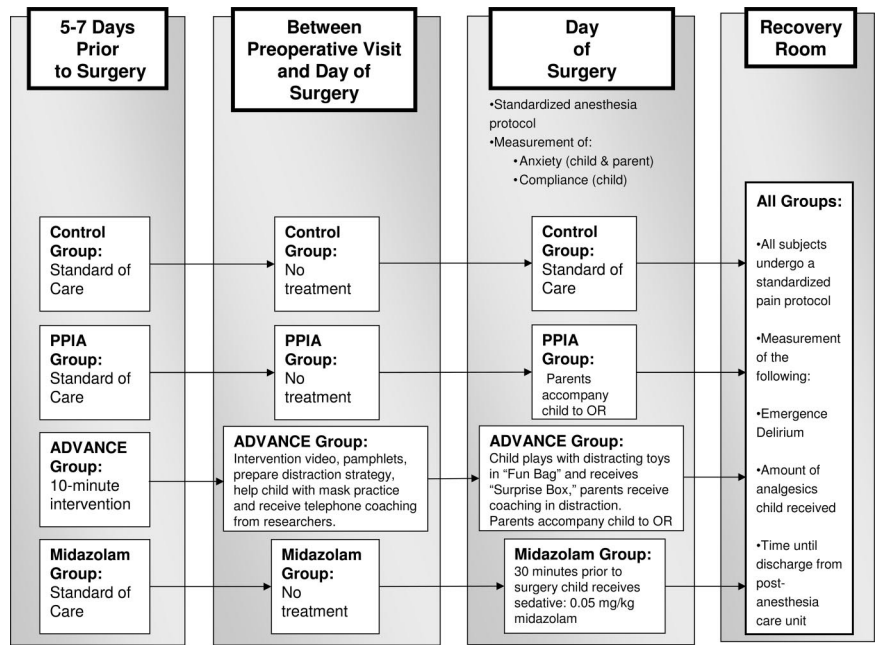 5-7 Days
Prior
to Surgery
Between
Preoperative Visit
and Day of
Surgery
Day
of
Surgery
Recovery
Room
•Standardized anesthesia
protocol
•Measurement of:
•Anxiety (child & parent)
•Compliance (child)
Control
Group:
Standard of
Care
Control
Group:
No
treatment
Control
Group:
Standard of
Care
PPIA
Group:
Standard of
Care
PPIA
Group:
No
treatment
PPIA
Group:
Parents
accompany
child to OR
ADVANCE
Group:
10-minute
intervention
ADVANCE Group:
Intervention video, pamphlets,
prepare distraction strategy,
help child with mask practice
and receive telephone coaching
from researchers.
ADVANCE Group:
Child plays with distracting toys
in “Fun Bag” and receives
“Surprise Box,” parents receive
coaching in distraction.
Parents accompany child to OR
Midazolam
Group:
Standard of
Care
Midazolam
Group:
No
treatment
Midazolam Group:
30 minutes prior to
surgery child receives
sedative: 0.05 mg/kg
midazolam
All Groups:
•All subjects
undergo a
standardized
pain protocol
•Measurement
of the
following:
•Emergence
Delirium
•Amount of
analgesics
child received
•Time until
discharge from
post-
anesthesia
care unit